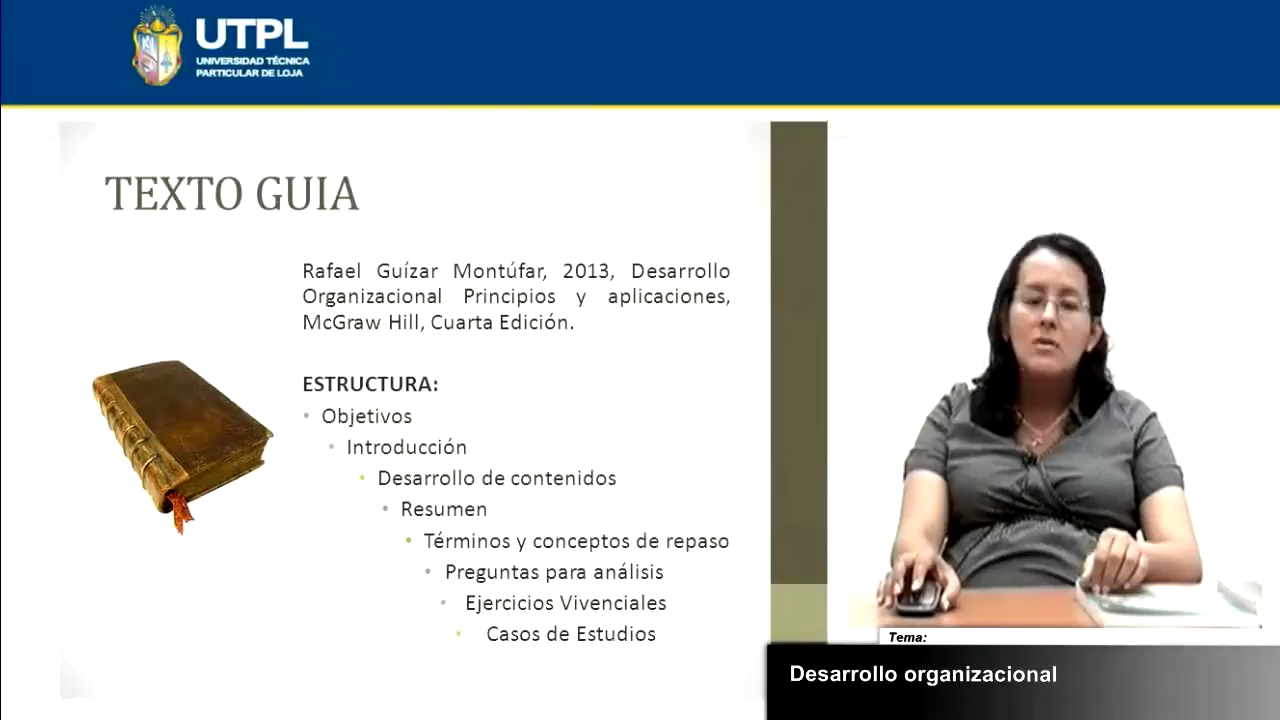 UTPL
UNIVERSIDAD TÉCNICA
PARTICULAR DE LOJA
TEXTO GUIA
Rafael Guízar Montúfar, 2013, Desarrollo
Organizacional Principios y aplicaciones,
McGraw Hill, Cuarta Edición.
ESTRUCTURA:
• Objetivos
• Introducción
• Desarrollo de contenidos
• Resumen
• Términos y conceptos de repaso
• Preguntas para análisis
• Ejercicios Vivenciales
• Casos de Estudios
Tema:
Desarrollo organizacional